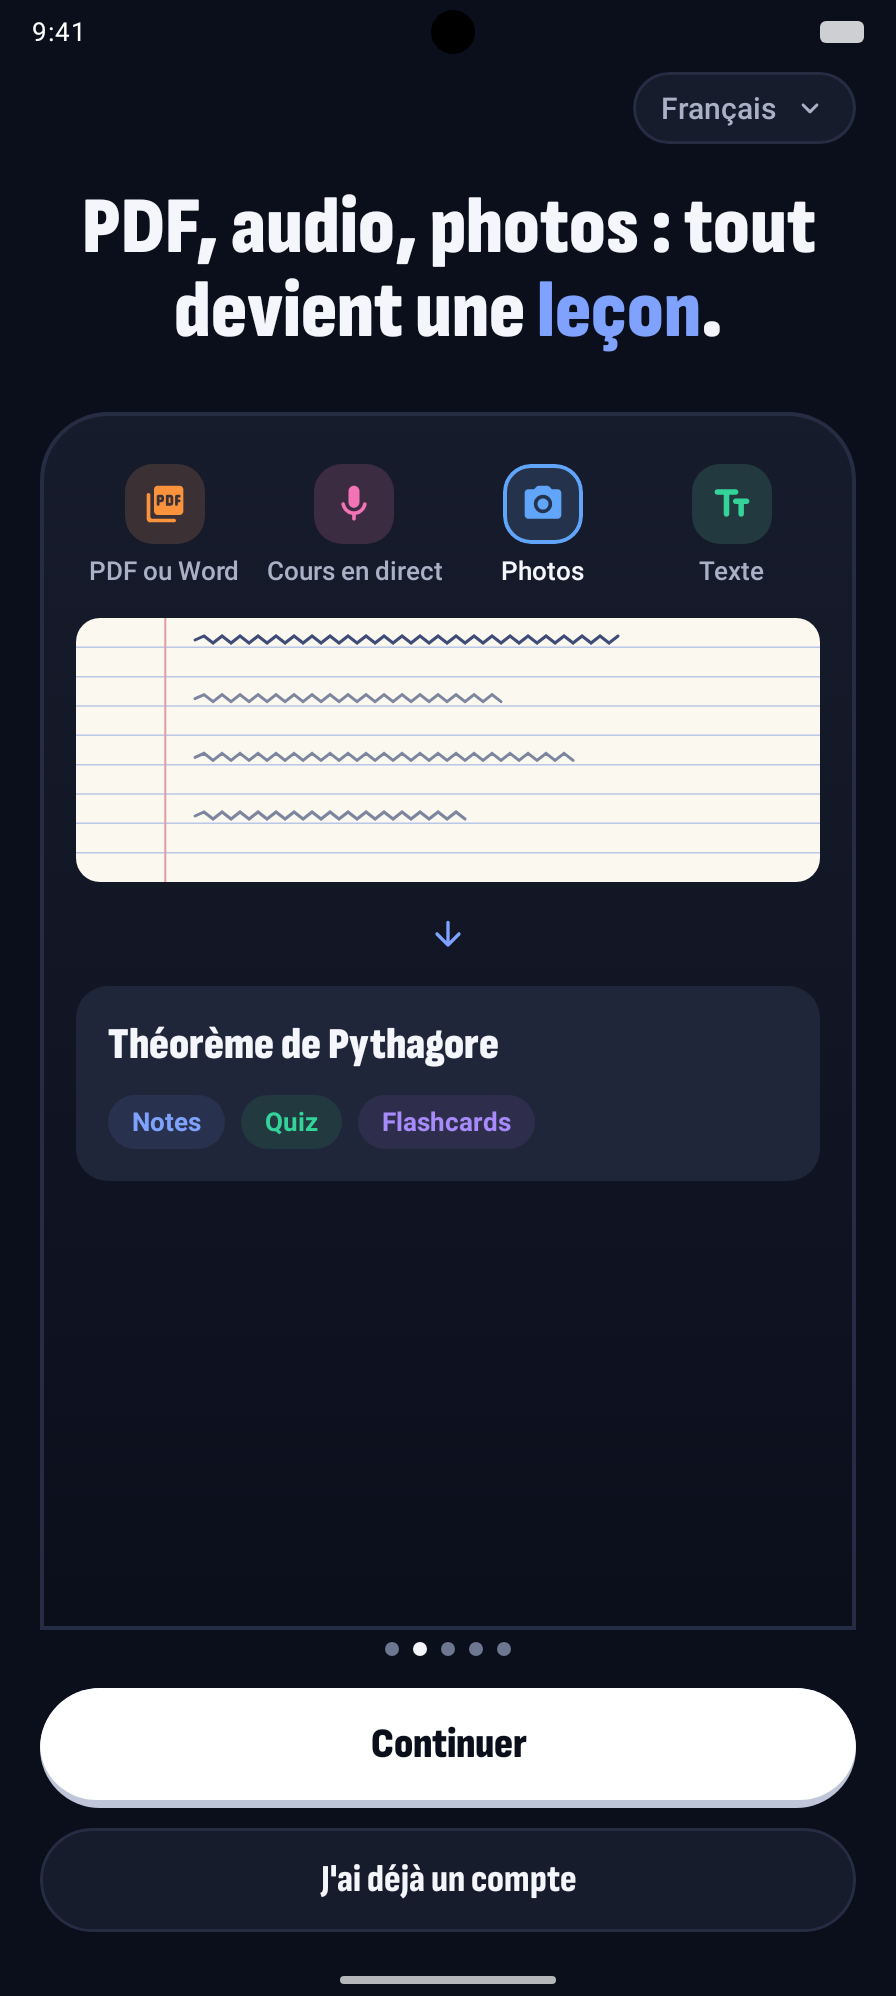 9:41
Français
PDF, audio, photos : tout
devient une leçon.
PDF
PDF ou Word
Cours en direct
Photos
Tт
Texte
Théorème de Pythagore
Notes
Quiz
Flashcards
Continuer
J'ai déjà un compte